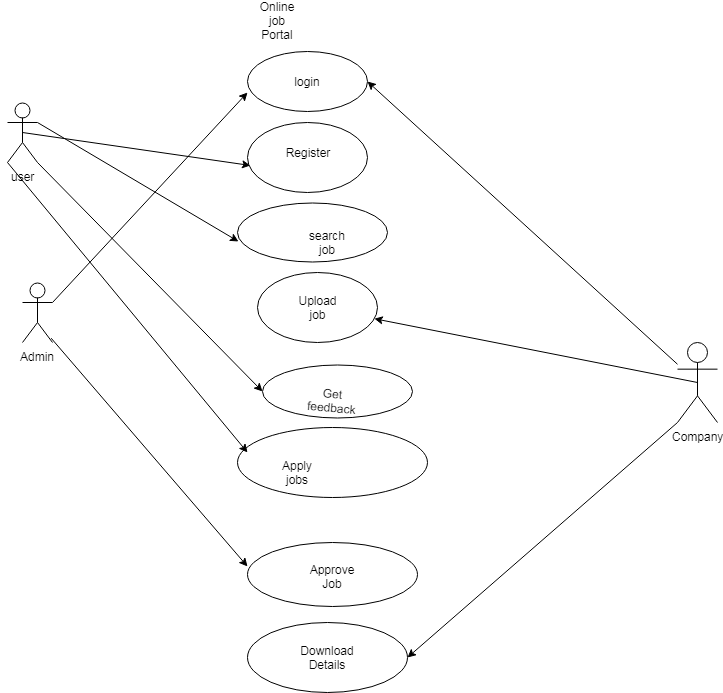 Online
job
Portal
login
Register
user
search
job
Upload
job
Admin
Get
feedback
Company
Apply
jobs
Approve
Job
Download
Details